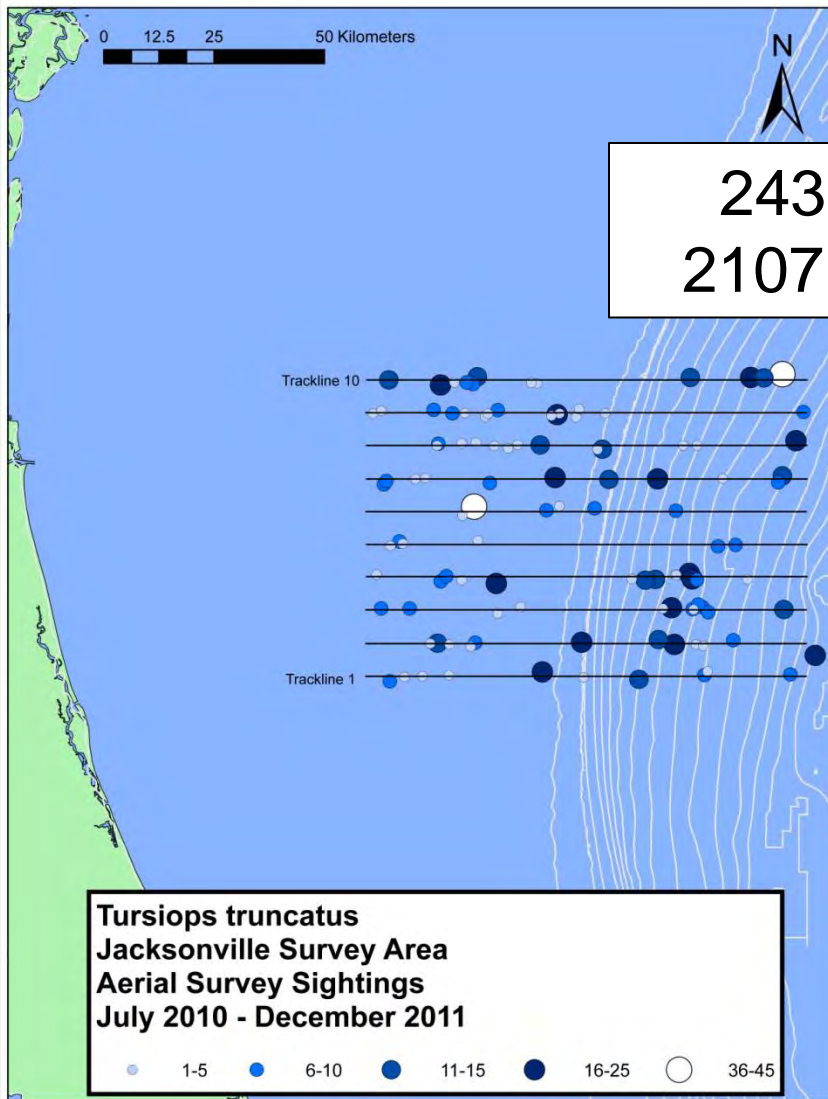 0 12.5 25 50 Kilometers
N
243
2107
Trackline 10
Trackline 1
Tursiops truncatus
Jacksonville Survey Area
Aerial Survey Sightings
July 2010 - December 2011
1-5 6-10 11-15 16-25 36-45